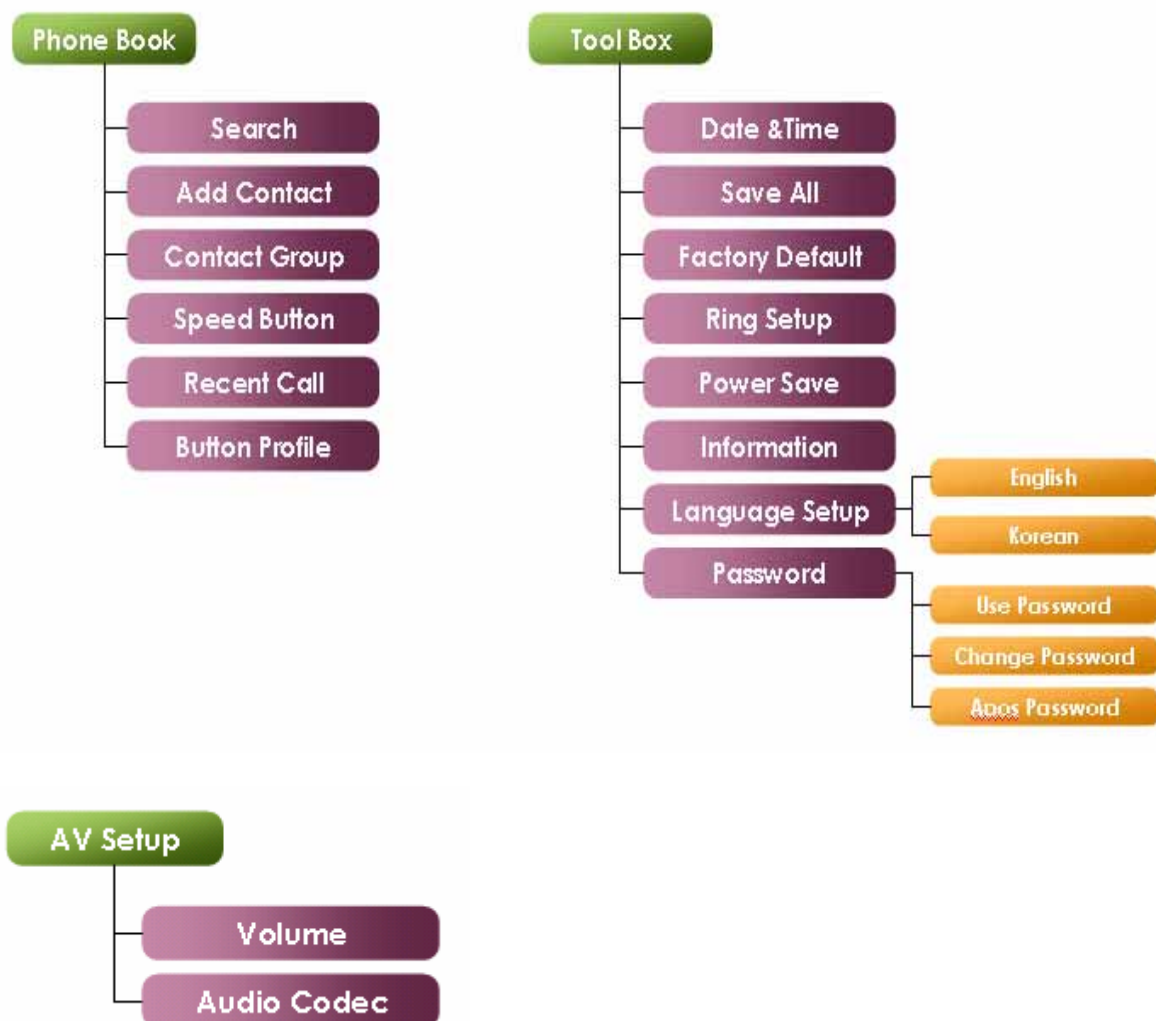 Phone Book
Search
Add Contact
Contact Group
Speed Button
Recent Call
Button Profile
Tool Box
Date &Time
Save All
Factory Default
Ring Setup
Power Save
Information
Language Setup
English
Korean
Password
Use Password
Change Password
Apos Password
AV Setup
Volume
Audio Codec